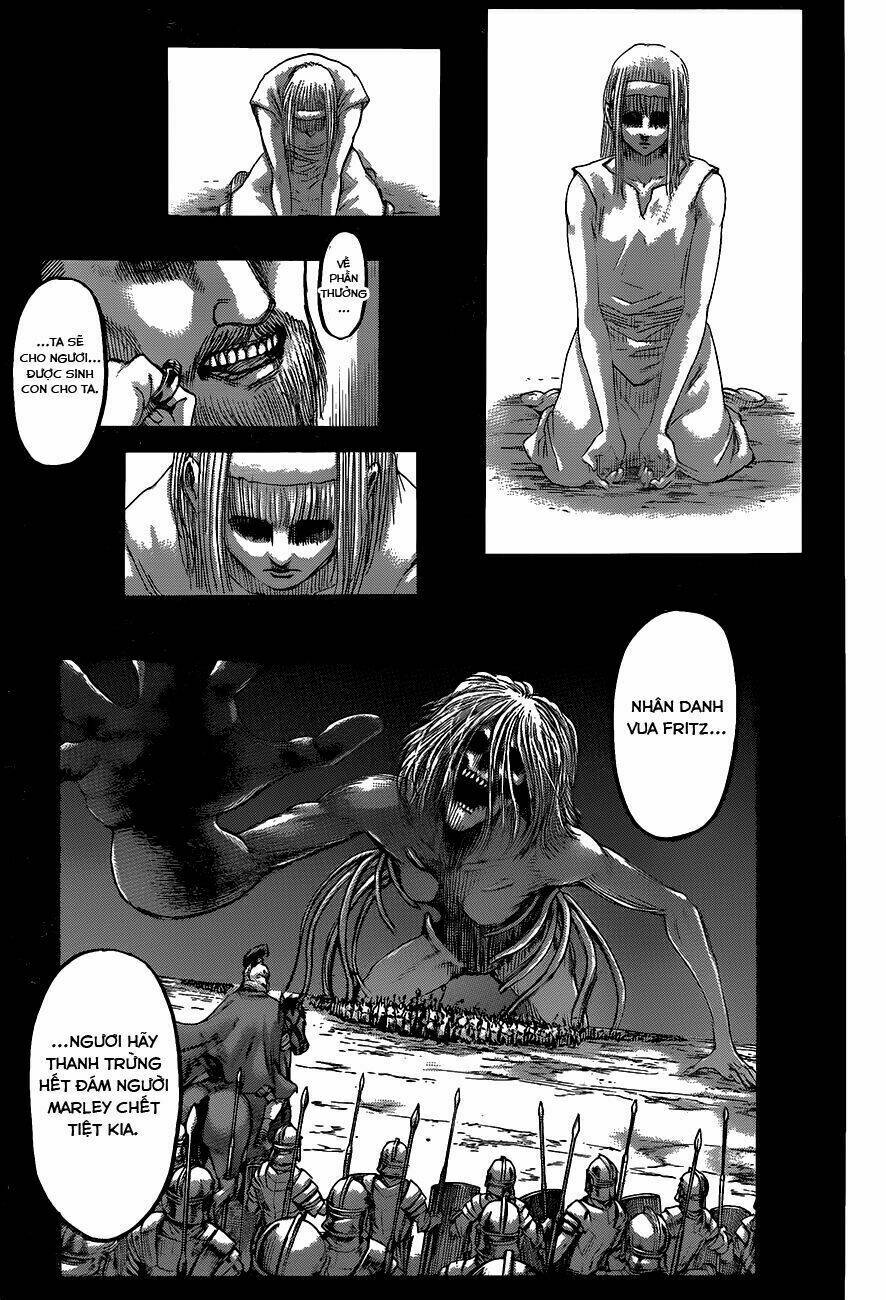 VỀ
PHẦN
THƯỞNG
...
...TA SẼ
CHO NGƯƠI...
ĐƯỢC SINH
CON CHO TA.
NHÂN DANH
VUA FRITZ...
...NGƯƠI HÃY
THANH TRỪNG
HẾT ĐÁM NGƯỜI
MARLEY CHẾT
TIỆT KIA.